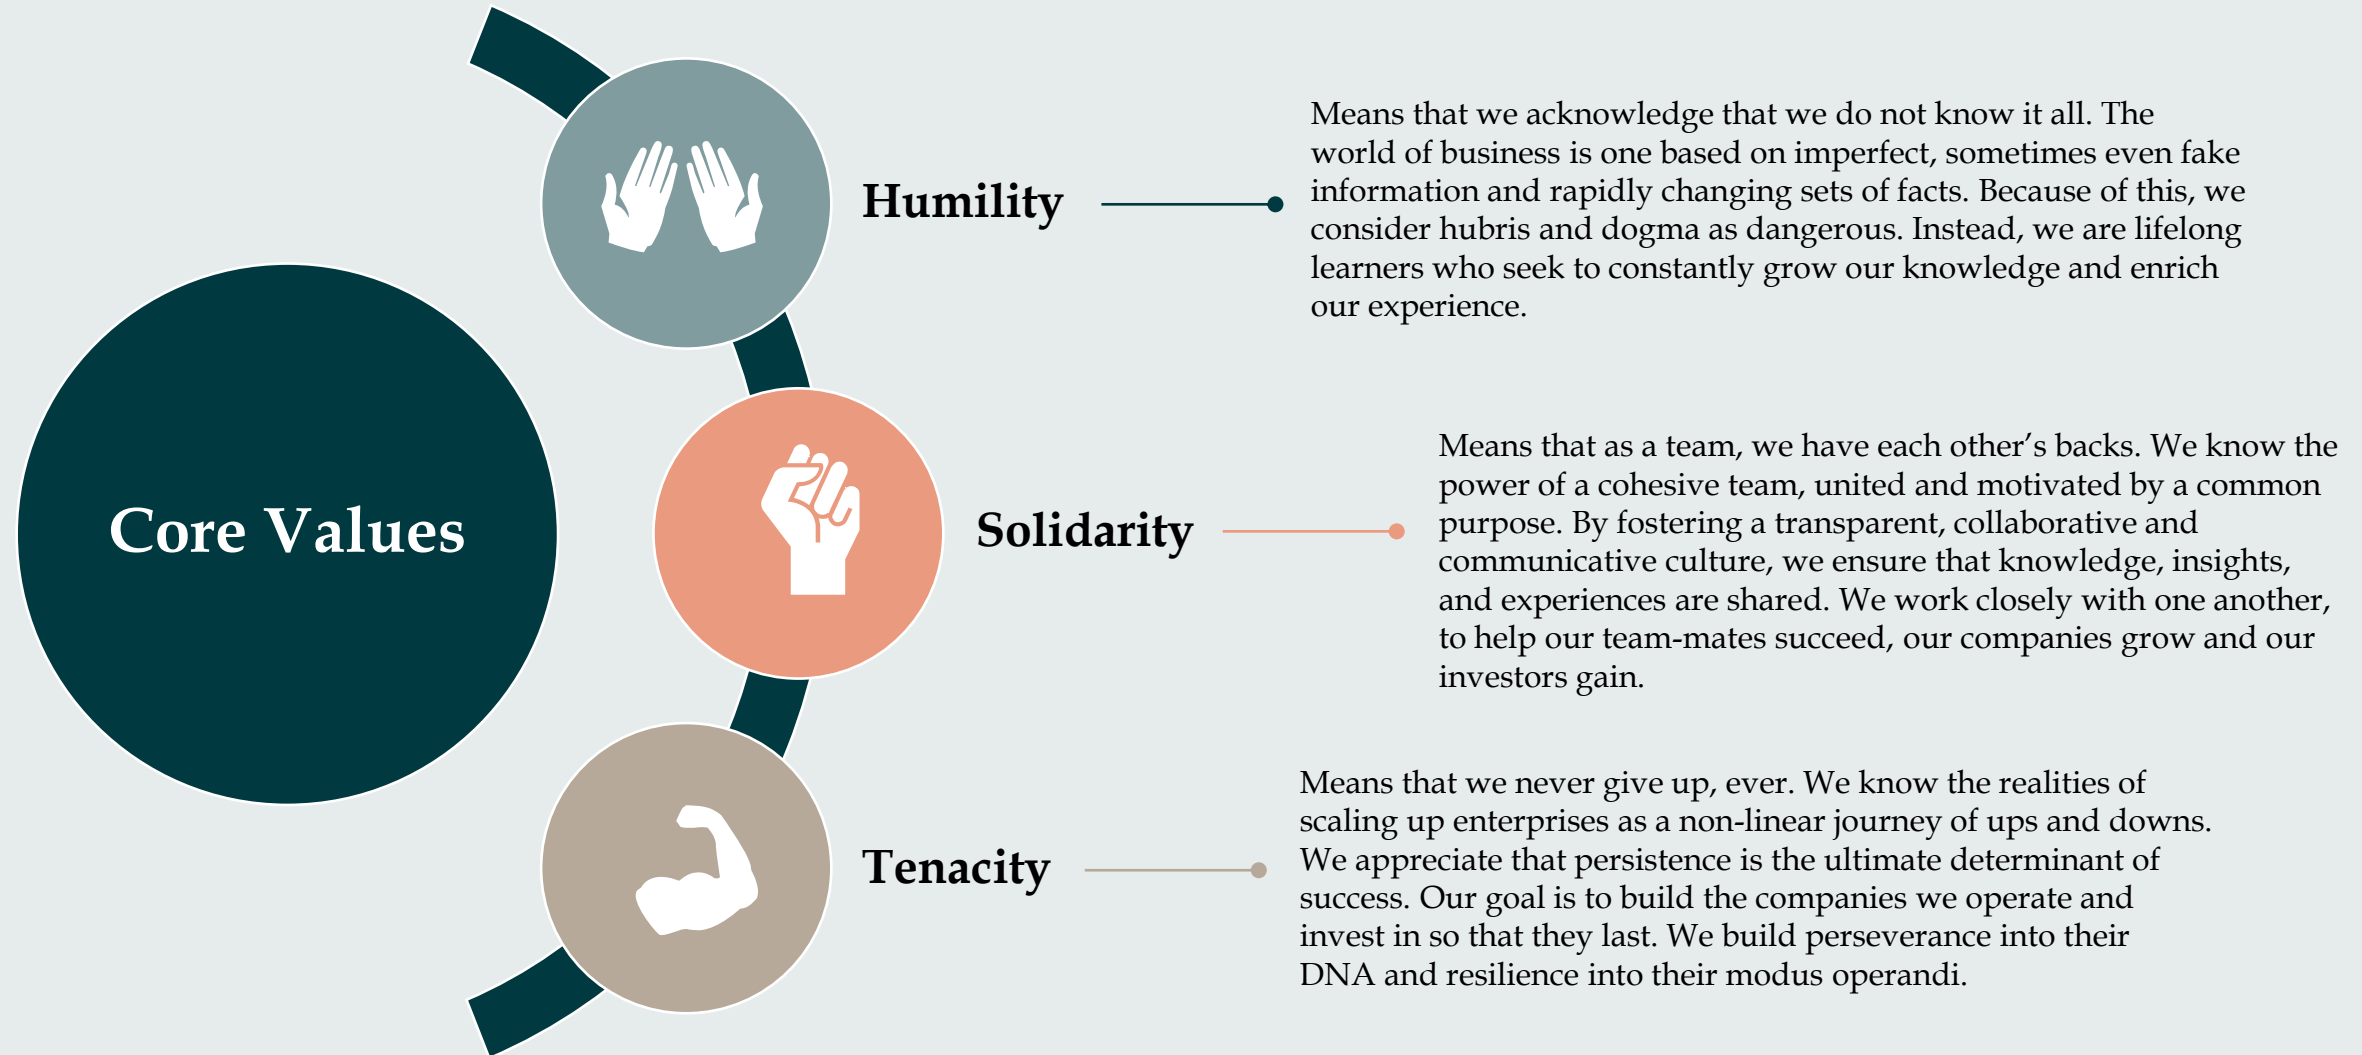 Core Values
Humility
Means that we acknowledge that we do not know it all. The
world of business is one based on imperfect, sometimes even fake
information and rapidly changing sets of facts. Because of this, we
consider hubris and dogma as dangerous. Instead, we are lifelong
learners who seek to constantly grow our knowledge and enrich
our experience.
Solidarity
Means that as a team, we have each other’s backs. We know the
power of a cohesive team, united and motivated by a common
purpose. By fostering a transparent, collaborative and
communicative culture, we ensure that knowledge, insights,
and experiences are shared. We work closely with one another,
to help our team-mates succeed, our companies grow and our
investors gain.
Tenacity
Means that we never give up, ever. We know the realities of
scaling up enterprises as a non-linear journey of ups and downs.
We appreciate that persistence is the ultimate determinant of
success. Our goal is to build the companies we operate and
invest in so that they last. We build perseverance into their
DNA and resilience into their modus operandi.